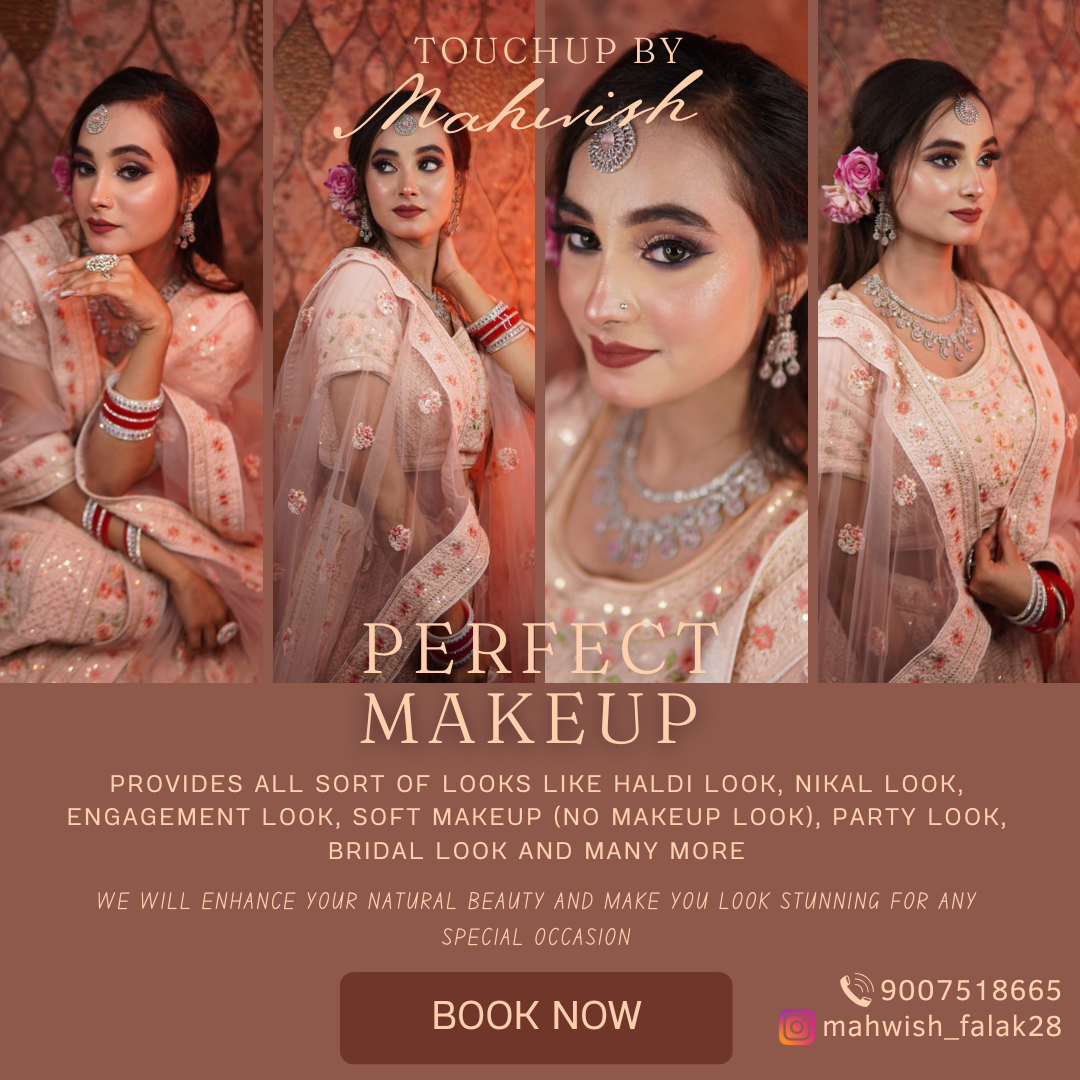 TOUCHUP BY
Mahwish
PERFECT
MAKEUP
PROVIDES ALL SORT OF LOOKS LIKE HALDI LOOK, NIKAL LOOK,
ENGAGEMENT LOOK, SOFT MAKEUP (NO MAKEUP LOOK), PARTY LOOK,
BRIDAL LOOK AND MANY MORE
WE WILL ENHANCE YOUR NATURAL BEAUTY AND MAKE YOU LOOK STUNNING FOR ANY
SPECIAL OCCASION
BOOK NOW
9007518665
mahwish_falak28